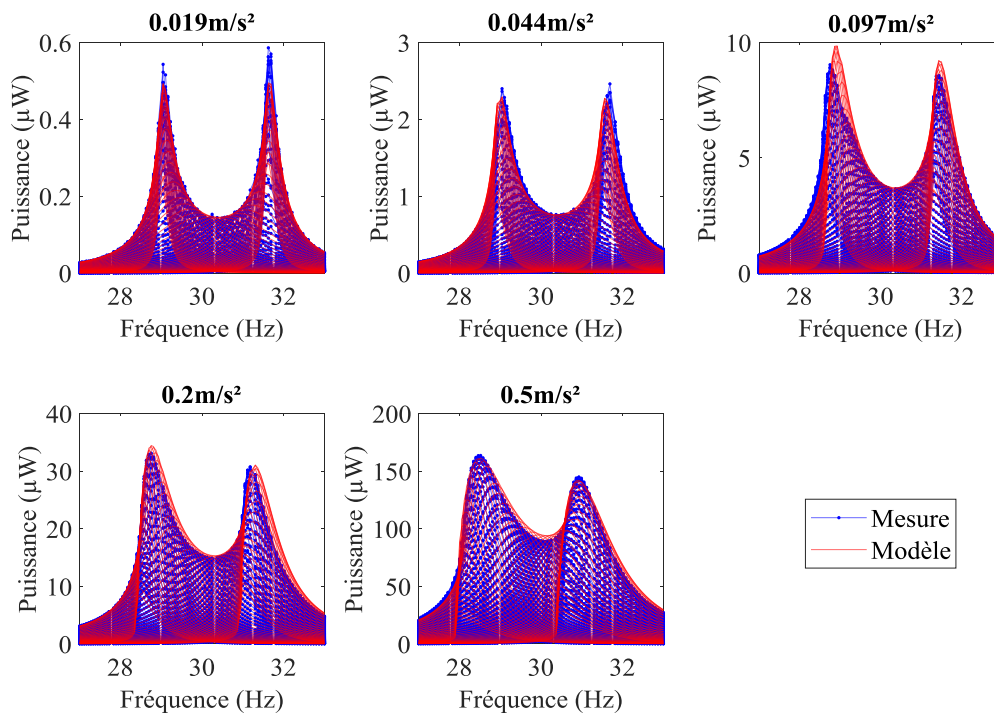 0.019m/s²
0.6
0.4
0.2
0
Puissance (µW)
28 30 32
Fréquence (Hz)
0.044m/s²
3
2
1
0
Puissance (µW)
28 30 32
Fréquence (Hz)
0.097m/s²
10
5
0
Puissance (µW)
28 30 32
Fréquence (Hz)
0.2m/s²
40
30
20
10
0
Puissance (µW)
28 30 32
Fréquence (Hz)
0.5m/s²
200
150
100
50
0
Puissance (µW)
28 30 32
Fréquence (Hz)
Mesure
Modèle